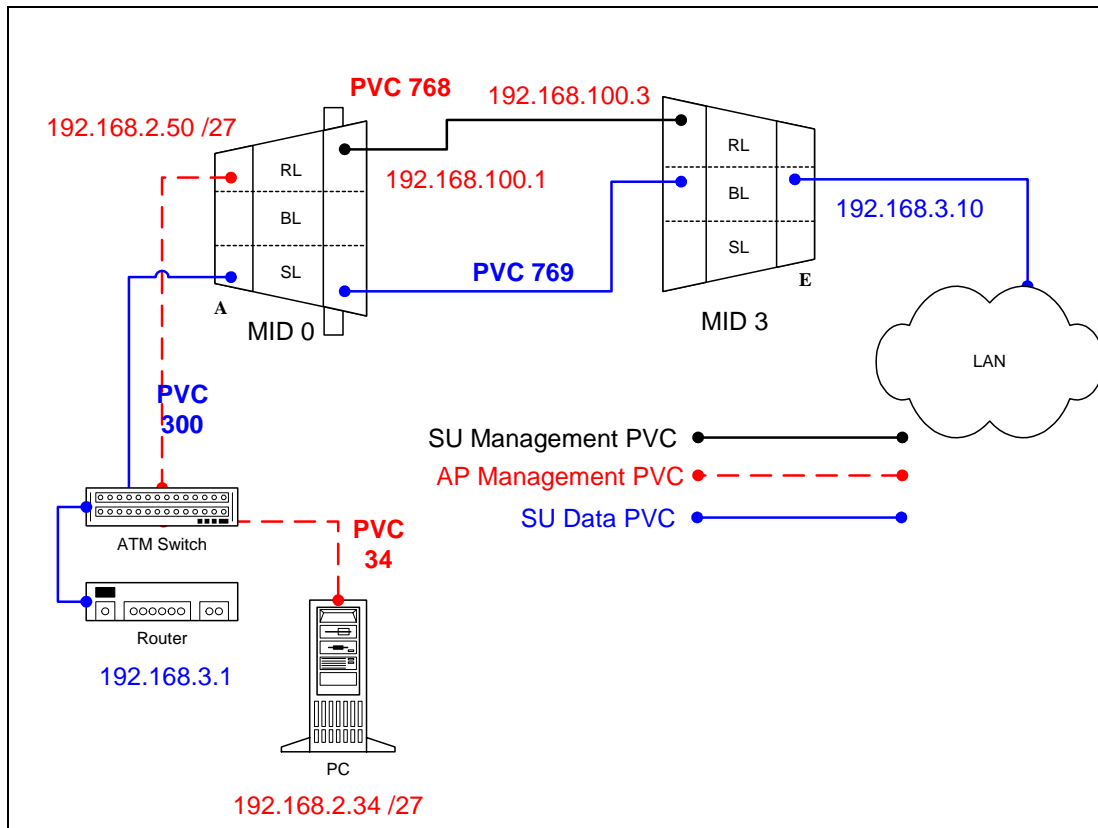 PVC 768
192.168.100.3
192.168.2.50 /27
RL
BL
SL
192.168.100.1
A
MID 0
PVC 769
RL
BL
SL
192.168.3.10
E
MID 3
LAN
PVC
300
SU Management PVC
AP Management PVC
SU Data PVC
ATM Switch
PVC
34
Router
192.168.3.1
PC
192.168.2.34 /27